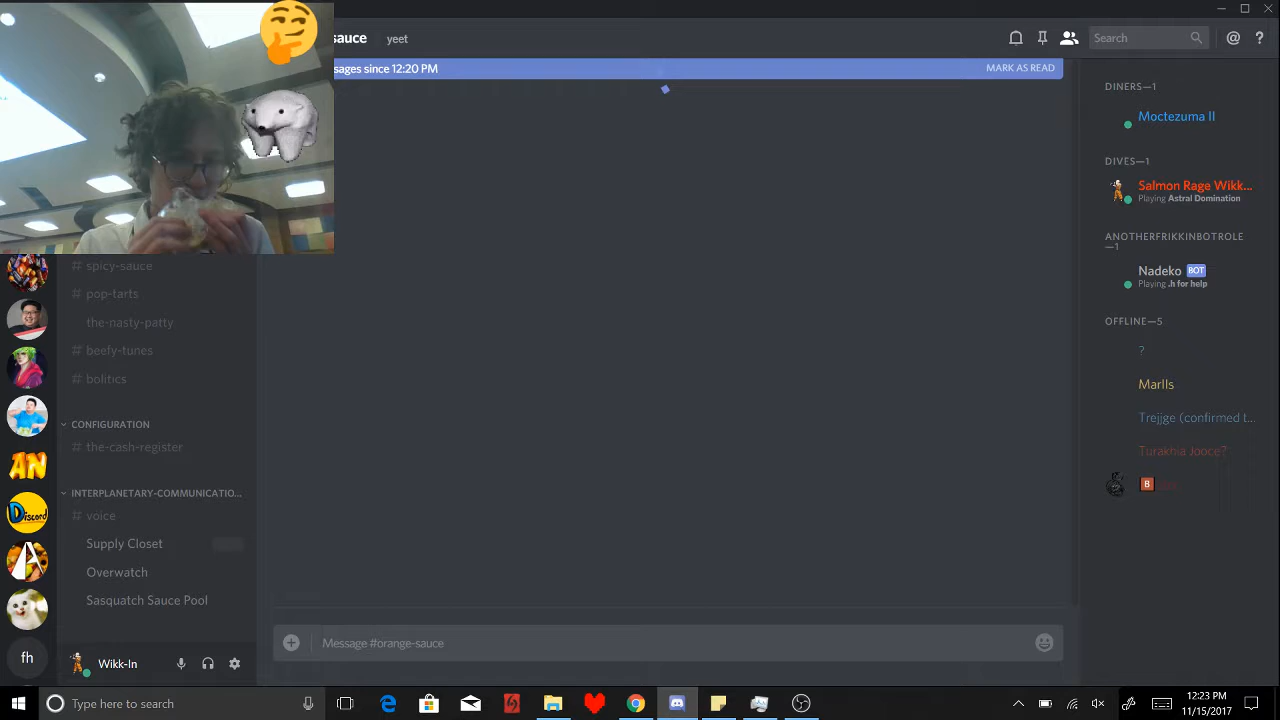 sauce yeet
Search
sages since 12:20 PM MARK AS READ
spicy-sauce
pop-tarts
the-nasty-patty
beefy-tunes
bolitics
CONFIGURATION
the-cash-register
INTERPLANETARY-COMMUNICATIO...
voice
Supply Closet
Overwatch
Sasquatch Sauce Pool
AN
Discord
fh
Wikk-In
Message #orange-sauce
DINERS—1
Moctezuma II
DIVES—1
Salmon Rage Wikk...
Playing Astral Domination
ANOTHERFRIKKINBOTROLE
—1
Nadeko BOT
Playing .h for help
OFFLINE—5
?
Marlls
Trejjge (confirmed t...
Turakhia Jooce?
B
Type here to search
12:23 PM
11/15/2017